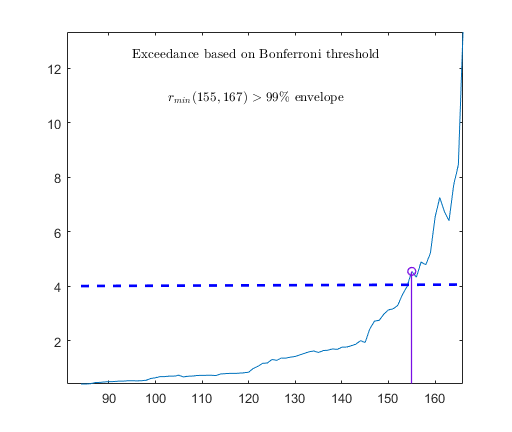 Exceedance based on Bonferroni threshold
r_min(155, 167) > 99% envelope
12
10
8
6
4
2
90 100 110 120 130 140 150 160